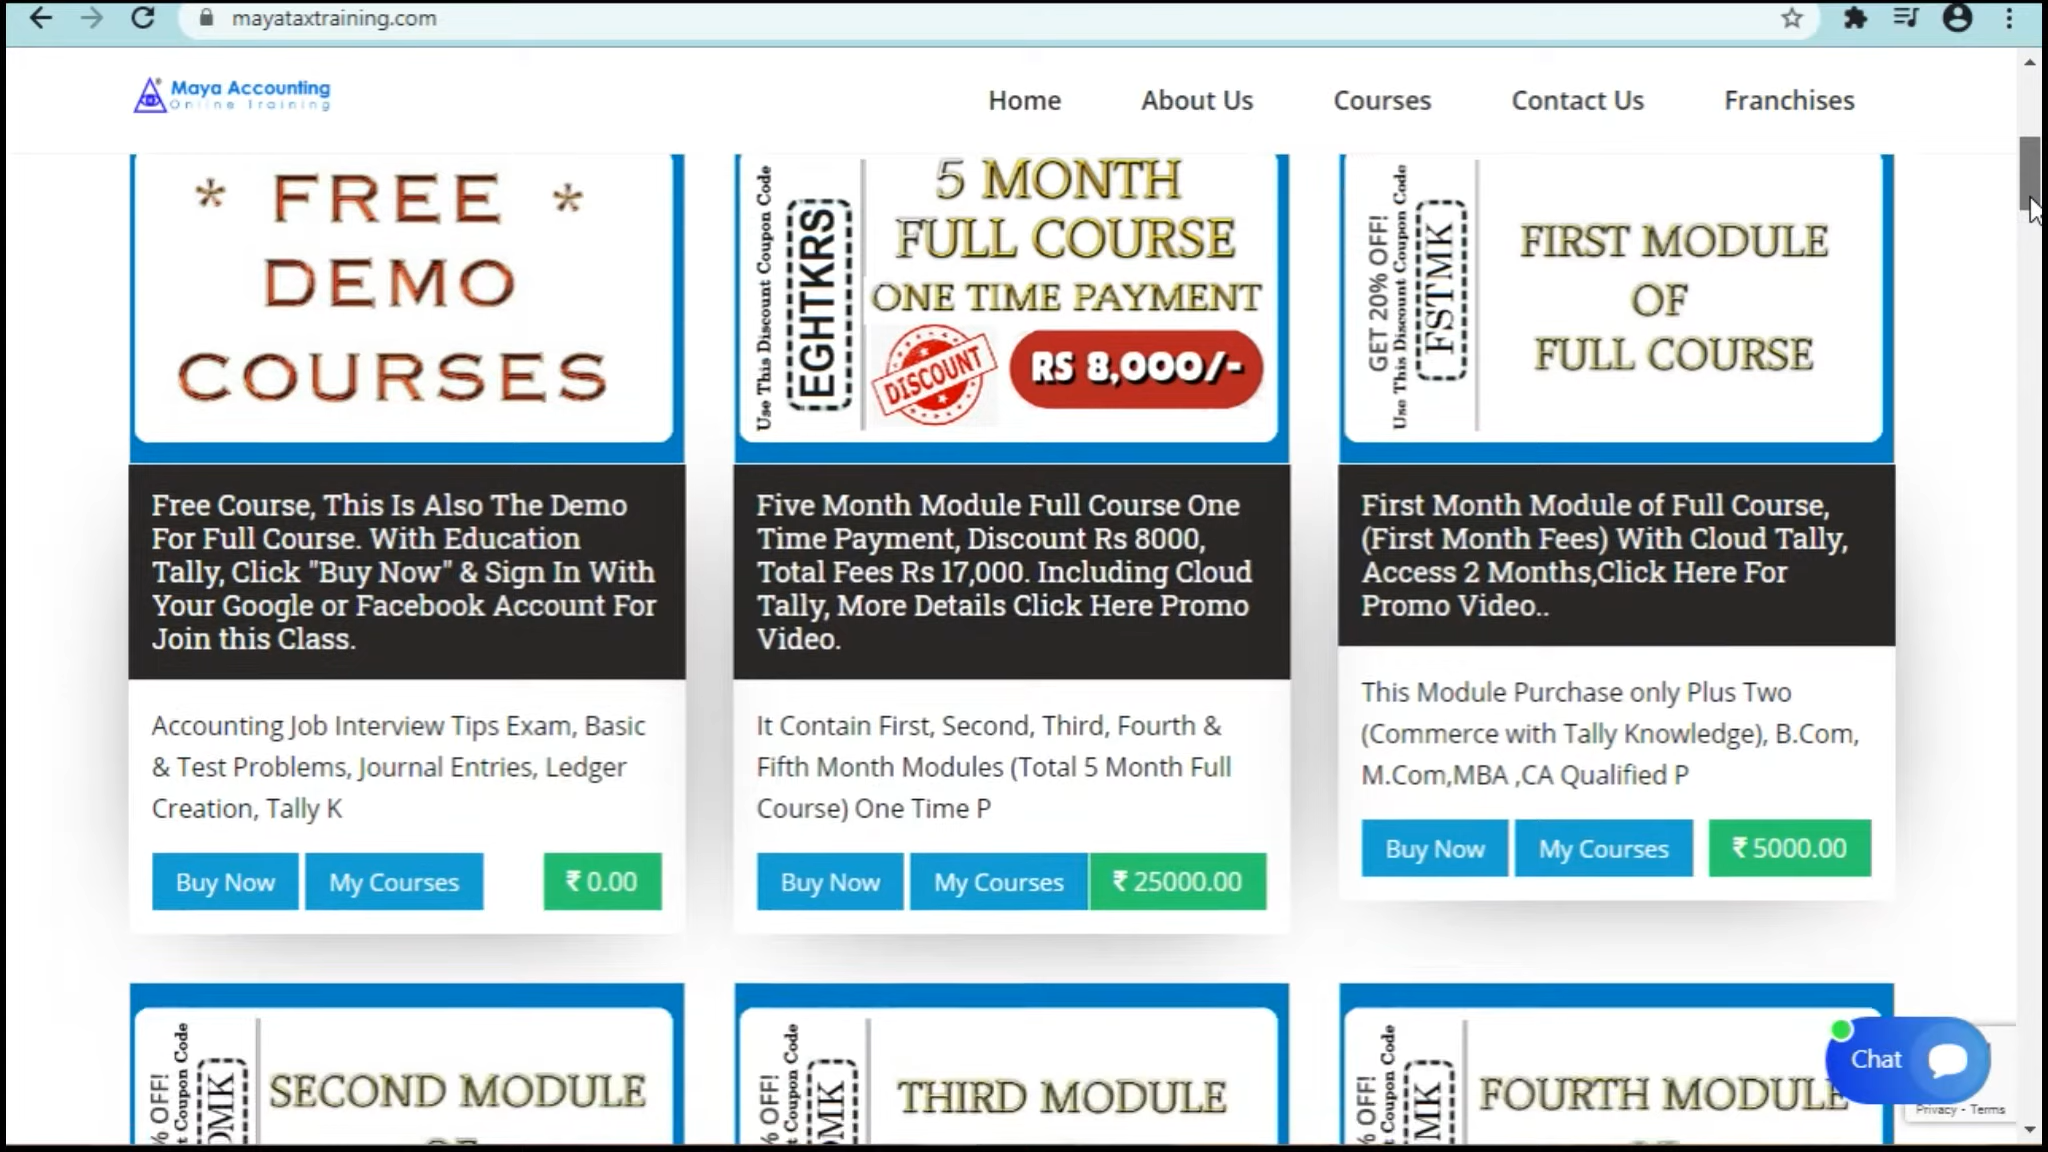 mayataxtraining.com
Maya Accounting
Online Training
Home
About Us
Courses
Contact Us
Franchises
* FREE *
DEMO
COURSES
Use This Discount Coupon Code
EGHTKRS
5 MONTH
FULL COURSE
ONE TIME PAYMENT
DISCOUNT
RS 8,000/-
GET 20% OFF!
Use This Discount Coupon Code
FSTMK
FIRST MODULE
OF
FULL COURSE
Free Course, This Is Also The Demo
For Full Course. With Education
Tally, Click "Buy Now" & Sign In With
Your Google or Facebook Account For
Join this Class.
Accounting Job Interview Tips Exam, Basic
& Test Problems, Journal Entries, Ledger
Creation, Tally K
Buy Now
My Courses
₹ 0.00
Five Month Module Full Course One
Time Payment, Discount Rs 8000,
Total Fees Rs 17,000. Including Cloud
Tally, More Details Click Here Promo
Video.
It Contain First, Second, Third, Fourth &
Fifth Month Modules (Total 5 Month Full
Course) One Time P
Buy Now
My Courses
₹ 25000.00
First Month Module of Full Course,
(First Month Fees) With Cloud Tally,
Access 2 Months,Click Here For
Promo Video..
This Module Purchase only Plus Two
(Commerce with Tally Knowledge), B.Com,
M.Com,MBA ,CA Qualified P
Buy Now
My Courses
₹ 5000.00
% OFF!
Coupon Code
SECOND MODULE
% OFF!
Coupon Code
THIRD MODULE
% OFF!
Coupon Code
MK
FOURTH MODULE
Chat
Privacy - Terms